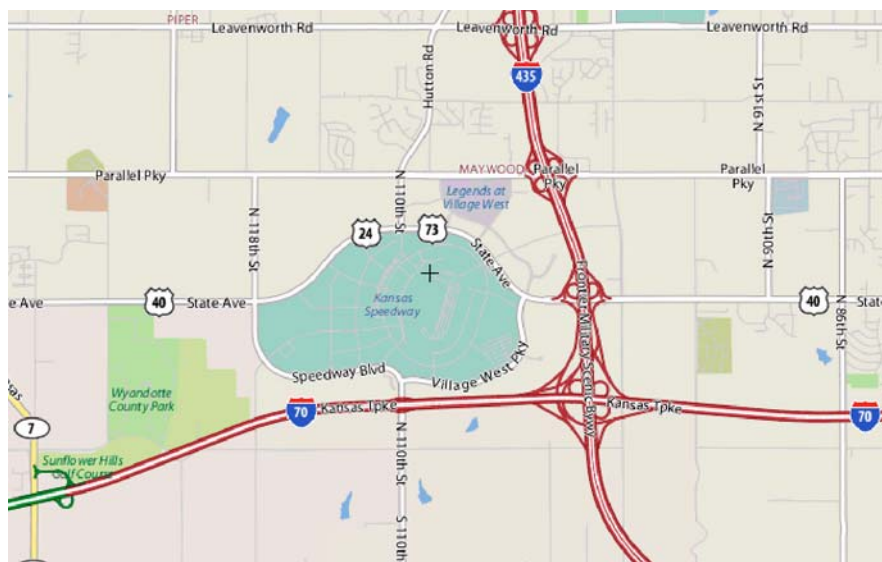 PIPER
Leavenworth Rd
Leavenworth Rd
Leavenworth Rd
435
Hutton Rd
N 91st St
MAYWOOD
Parallel Pky
Parallel
Pky
Parallel
Pky
N 110th St
Legends at
Village West
N 118th St
24
73
State Ave
N 90th St
e Ave
40
State Ave
Kansas
Speedway
Frontier Military Scenic Bywy
40
N 86th St
Speedway Blvd
Village West Pky
Wyandotte
County Park
70
Kansas Tpke
Kansas Tpke
70
7
N 110th St
Sunflower Hills
Golf Course
S 110th